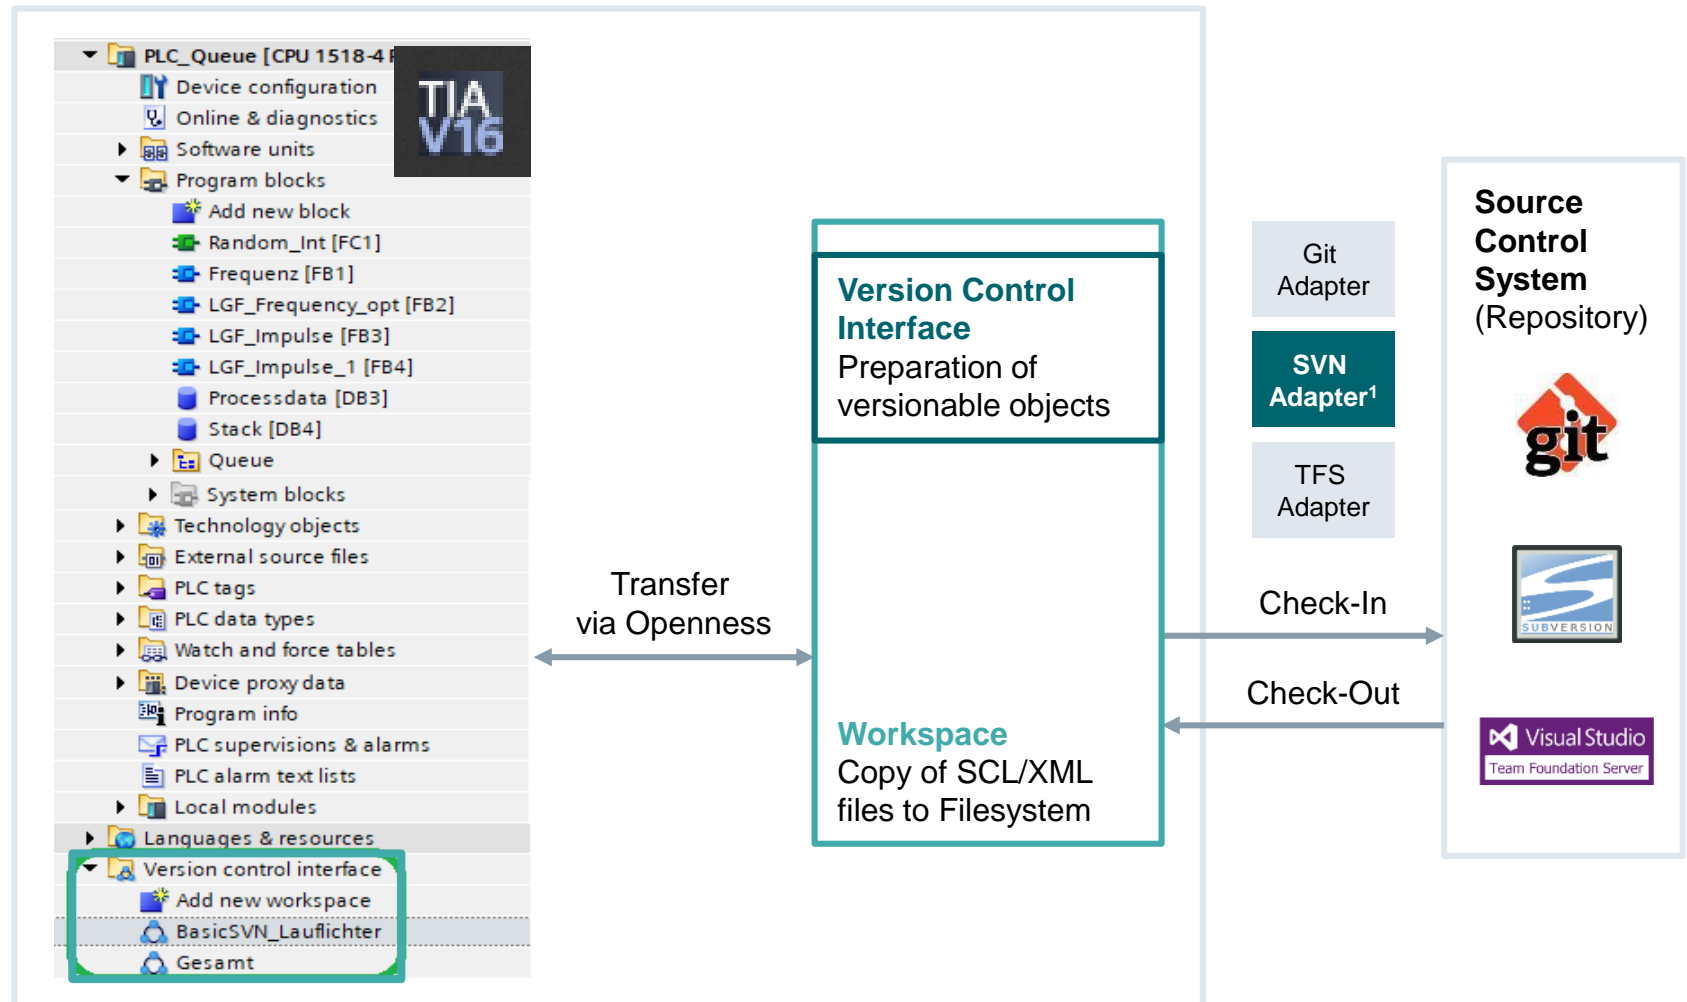 PLC_Queue [CPU 1518-4 P
TIA
V16
Device configuration
Online & diagnostics
Software units
Program blocks
Add new block
Random_Int [FC1]
Frequenz [FB1]
LGF_Frequency_opt [FB2]
LGF_Impulse [FB3]
LGF_Impulse_1 [FB4]
Processdata [DB3]
Stack [DB4]
Queue
System blocks
Technology objects
External source files
PLC tags
PLC data types
Watch and force tables
Device proxy data
Program info
PLC supervisions & alarms
PLC alarm text lists
Local modules
Languages & resources
Version control interface
Add new workspace
BasicSVN_Lauflichter
Gesamt
Transfer
via Openness
Version Control
Interface
Preparation of
versionable objects
Workspace
Copy of SCL/XML
files to Filesystem
Git
Adapter
SVN
Adapter¹
TFS
Adapter
Check-In
Check-Out
Source
Control
System
(Repository)
git
SUBVERSION
Visual Studio
Team Foundation Server